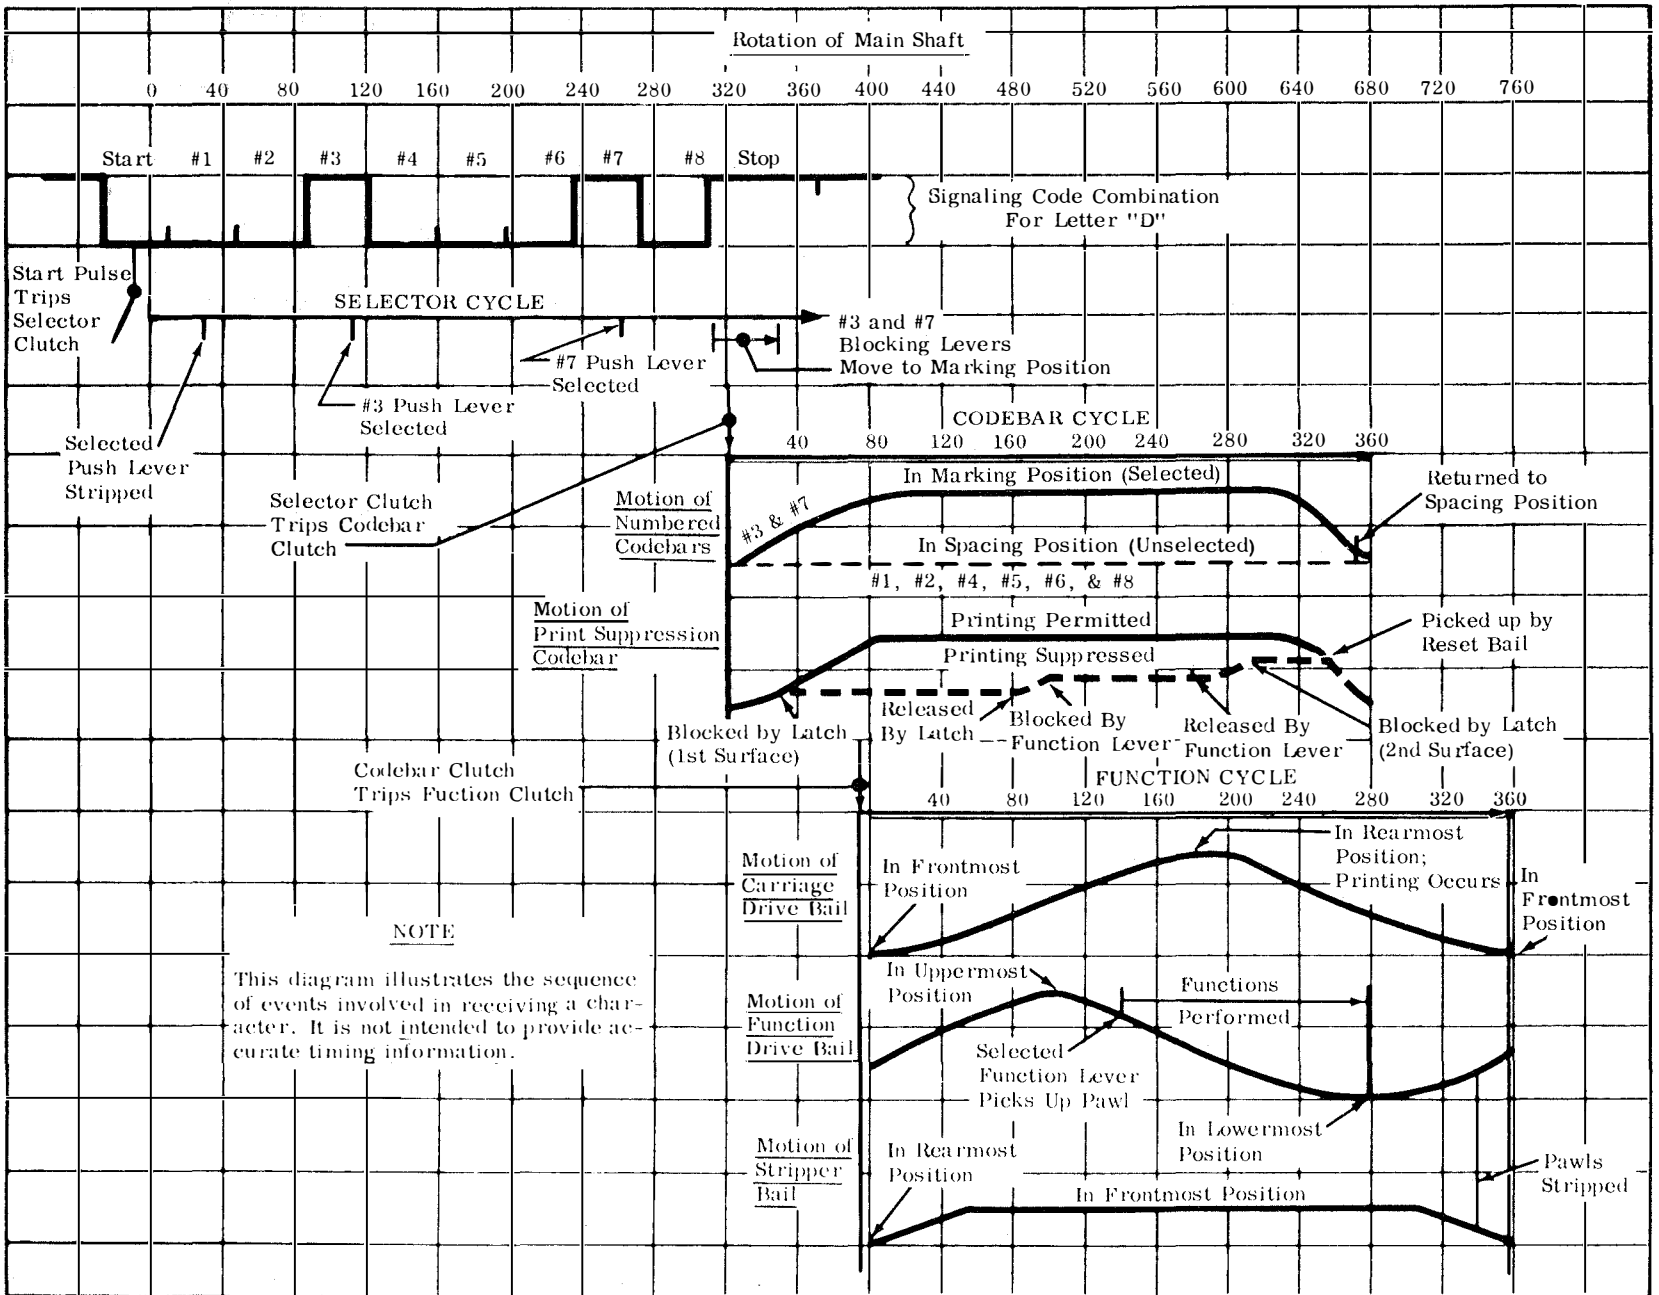 Rotation of Main Shaft
0 40 80 120 160 200 240 280 320 360 400 440 480 520 560 600 640 680 720 760
Start #1 #2 #3 #4 #5 #6 #7 #8 Stop
Signaling Code Combination
For Letter "D"
Start Pulse
Trips
Selector
Clutch
SELECTOR CYCLE
#3 and #7
Blocking Levers
Move to Marking Position
#7 Push Lever
Selected
#3 Push Lever
Selected
Selected
Push Lever
Stripped
CODEBAR CYCLE
40 80 120 160 200 240 280 320 360
Selector Clutch
Trips Codebar
Clutch
Motion of
Numbered
Codebars
#3 & #7
In Marking Position (Selected)
Returned to
Spacing Position
In Spacing Position (Unselected)
#1, #2, #4, #5, #6, & #8
Motion of
Print Suppression
Codebar
Printing Permitted
Printing Suppressed
Picked up by
Reset Bail
Blocked by Latch
(1st Surface)
Released
By Latch
Blocked By
Function Lever
Released By
Function Lever
Blocked by Latch
(2nd Surface)
Codebar Clutch
Trips Fuction Clutch
FUNCTION CYCLE
40 80 120 160 200 240 280 320 360
Motion of
Carriage
Drive Bail
In Frontmost
Position
In Rearmost
Position;
Printing Occurs
In
Frontmost
Position
NOTE
This diagram illustrates the sequence
of events involved in receiving a char-
acter. It is not intended to provide ac-
curate timing information.
Motion of
Function
Drive Bail
In Uppermost
Position
Functions
Performed
Selected
Function Lever
Picks Up Pawl
In Lowermost
Position
Motion of
Stripper
Bail
In Rearmost
Position
In Frontmost Position
Pawls
Stripped